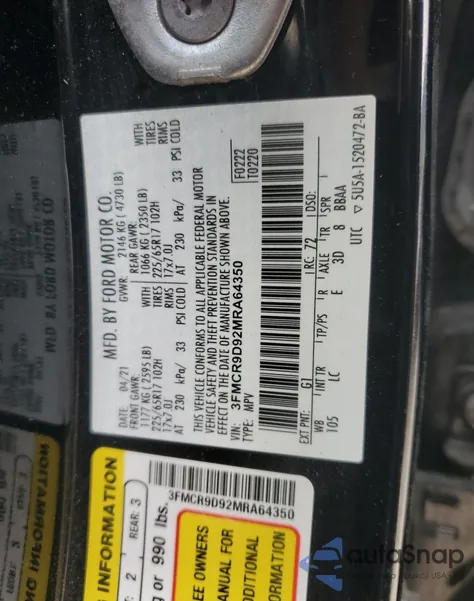 MFD. BY FORD MOTOR CO.
DATE: 04/21
GVWR: 2146 KG ( 4730 LB)
FRONT GAWR:
1177 KG ( 2595 LB)
225/65R17 102H
17x7.0J
AT 230 kPa/ 33 PSI COLD
WITH
TIRES
RIMS
REAR GAWR:
1066 KG ( 2350 LB)
225/65R17 102H
17x7.0J
AT 230 kPa/ 33 PSI COLD
WITH
TIRES
RIMS
THIS VEHICLE CONFORMS TO ALL APPLICABLE FEDERAL MOTOR
VEHICLE SAFETY AND THEFT PREVENTION STANDARDS IN
EFFECT ON THE DATE OF MANUFACTURE SHOWN ABOVE.
VIN: 3FMCR9D92MRA64350
TYPE: MPV
F0222
T0220
EXT PNT: G1 RC: 72 DSO:
WB INT TR TP/PS R AXLE TR SPR
105 LC E 3D 8 BBAA
UTC ▽ 5U5A-1520472-BA
3FMCR9D92MRA64350
INFORMATION
2 REAR: 3
or 990 lbs.
OWNERS
MANUAL FOR
ADDITIONAL
INFORMATION
autoSnap